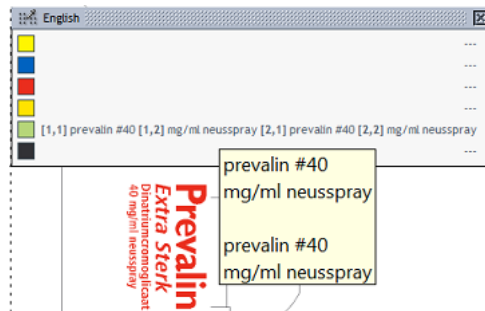 English
---
---
---
---
[1,1] prevalin #40 [1,2] mg/ml neusspray [2,1] prevalin #40 [2,2] mg/ml neusspray
---
prevalin #40
mg/ml neusspray
prevalin #40
mg/ml neusspray
Prevalin
Extra Sterk
Dinatriumcromoglicaat
40 mg/ml neusspray